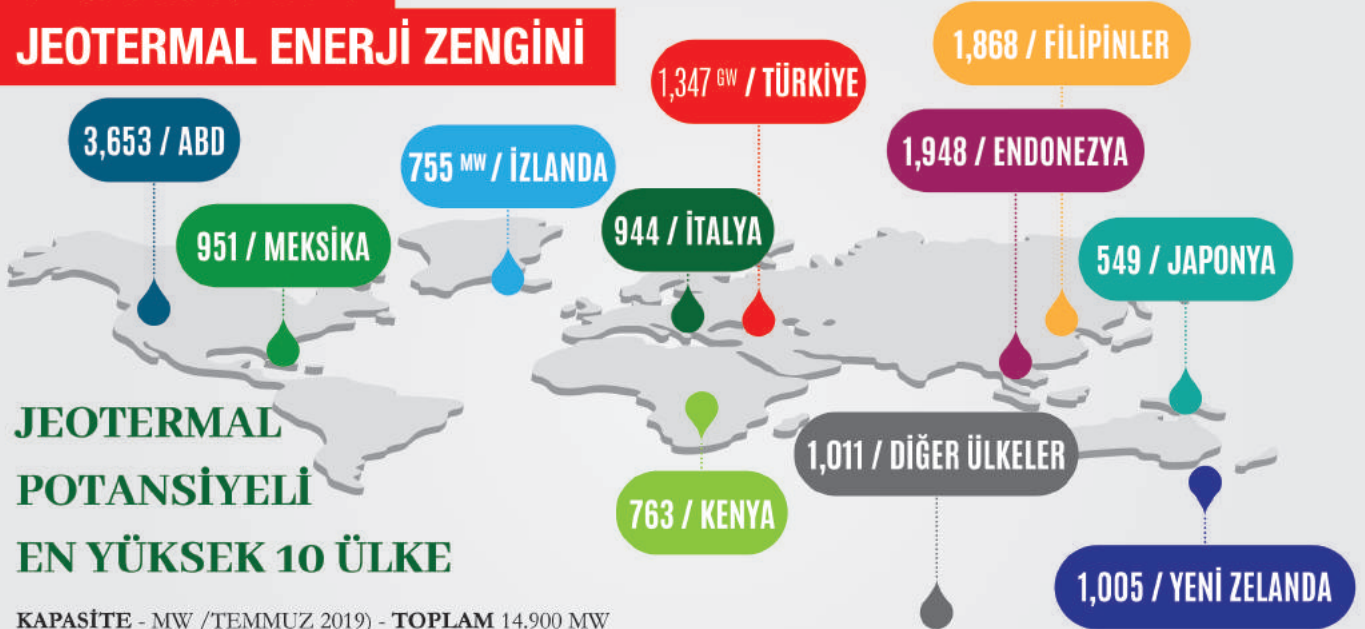 JEOTERMAL ENERJİ ZENGİNİ
1,868 / FİLİPİNLER
1,347 GW / TÜRKİYE
3,653 / ABD
755 MW / İZLANDA
1,948 / ENDONEZYA
951 / MEKSİKA
944 / İTALYA
549 / JAPONYA
JEOTERMAL
POTANSİYELİ
EN YÜKSEK 10 ÜLKE
1,011 / DİĞER ÜLKELER
763 / KENYA
1,005 / YENİ ZELANDA
KAPASİTE - MW /TEMMUZ 2019) - TOPLAM 14.900 MW